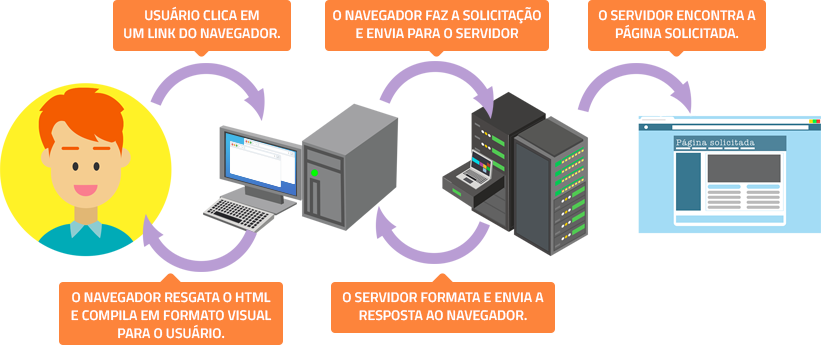 USUÁRIO CLICA EM
UM LINK DO NAVEGADOR.
O NAVEGADOR FAZ A SOLICITAÇÃO
E ENVIA PARA O SERVIDOR
O SERVIDOR ENCONTRA A
PÁGINA SOLICITADA.
Página solicitada
O NAVEGADOR RESGATA O HTML
E COMPILA EM FORMATO VISUAL
PARA O USUÁRIO.
O SERVIDOR FORMATA E ENVIA A
RESPOSTA AO NAVEGADOR.